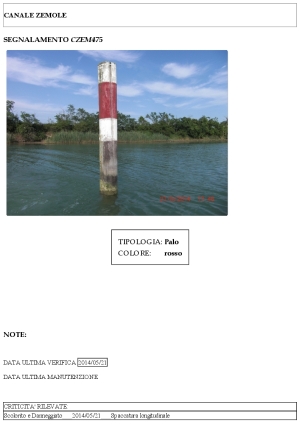 CANALE ZEMOLE
SEGNALAMENTO CZEM475
TIPOLOGIA: Palo
COLORE: rosso
NOTE:
DATA ULTIMA VERIFICA 2014/05/21
DATA ULTIMA MANUTENZIONE
CRITICITA' RILEVATE
Scolorito e Danneggiato 2014/05/21 Spaccatura longitudinale